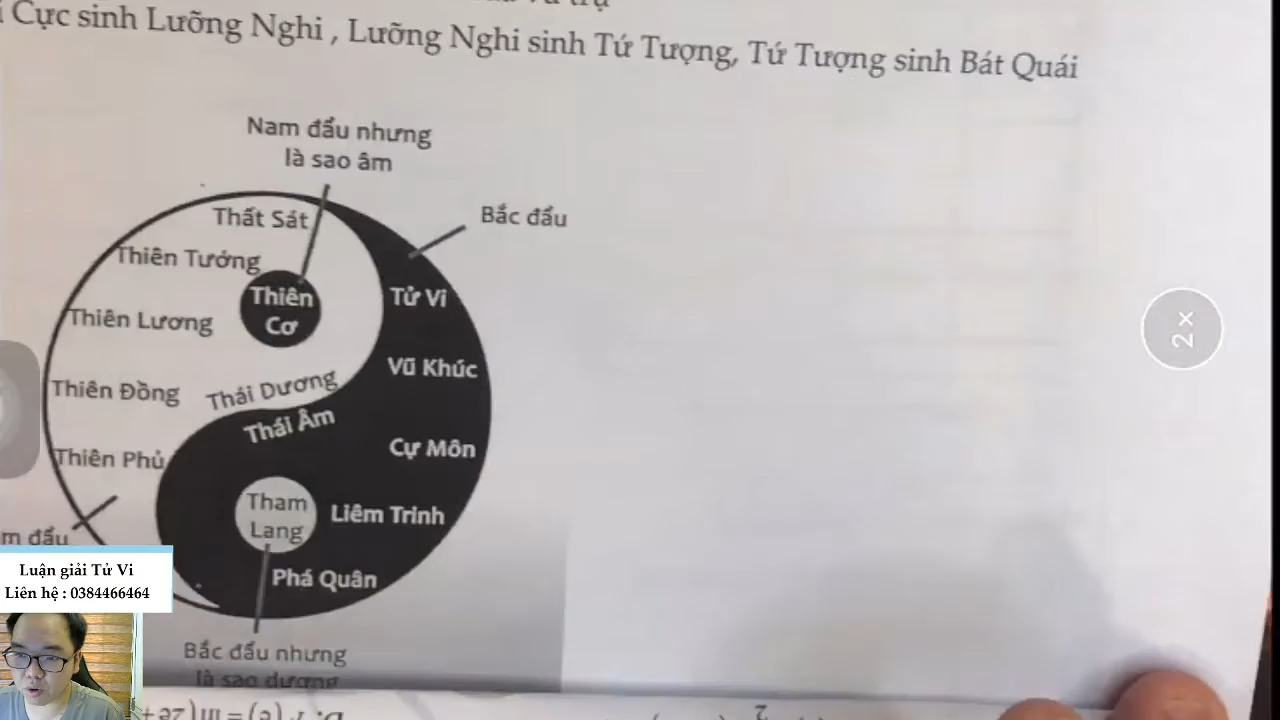 Cực sinh Lưỡng Nghi , Lưỡng Nghi sinh Tứ Tượng, Tứ Tượng sinh Bát Quái
Nam đẩu nhưng
là sao âm
Bắc đẩu
Thất Sát
Thiên Tướng
Thiên
Cơ
Tử Vi
Thiên Lương
Vũ Khúc
Thiên Đồng
Thái Dương
Thái Âm
Cự Môn
Thiên Phủ
Tham
Lang
Liêm Trinh
m đẩu
Phá Quân
Bắc đẩu nhưng
là sao dương
2×
Luận giải Tử Vi
Liên hệ : 0384466464